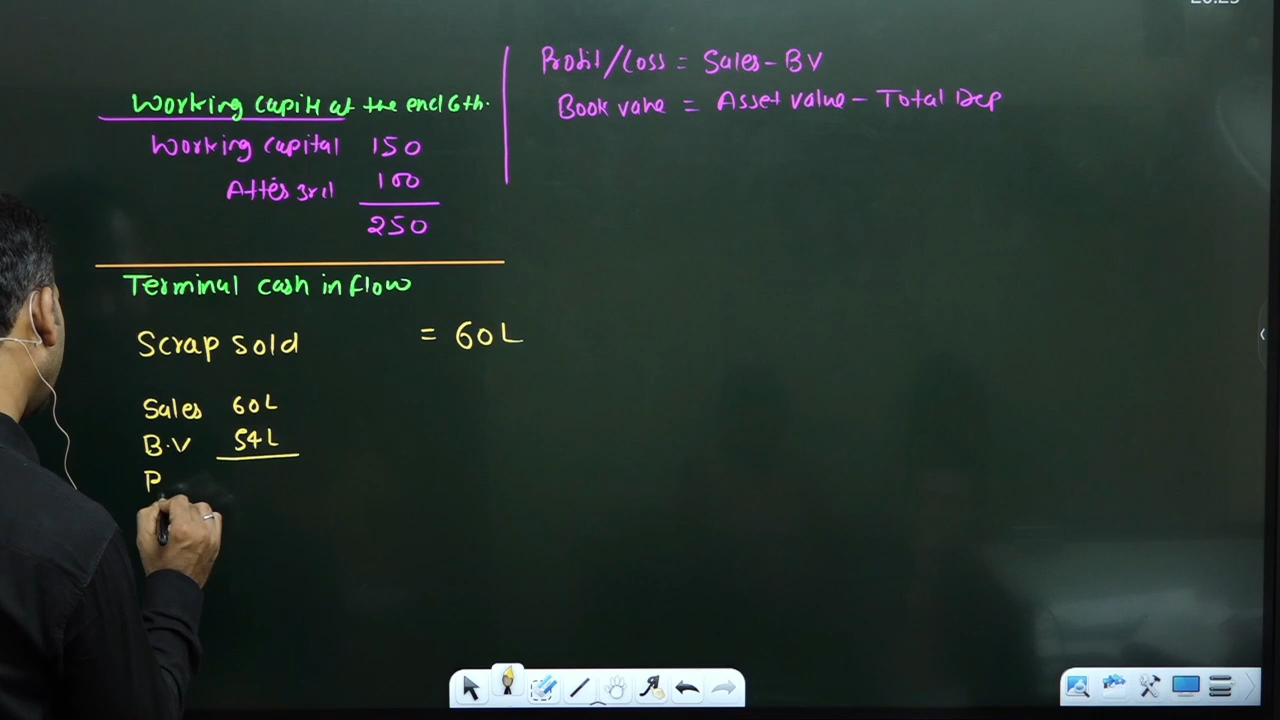 Working capital at the end 6th.
Working capital 150
After 3rd 100
250
Profit/Loss = Sales - BV
Book value = Asset value - Total Dep
Terminal cash inflow
Scrap sold = 60L
Sales 60L
B.V 54L
P